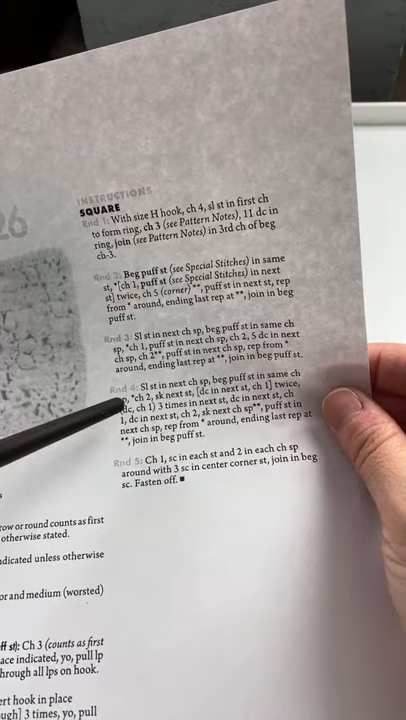 26
INSTRUCTIONS
SQUARE
Rnd 1: With size H hook, ch 4, sl st in first ch
to form ring, ch 3 (see Pattern Notes), 11 dc in
ring, join (see Pattern Notes) in 3rd ch of beg
ch-3.
Rnd 2: Beg puff st (see Special Stitches) in same
st, *[ch 1, puff st (see Special Stitches) in next
st] twice, ch 5 (corner)**, puff st in next st, rep
from * around, ending last rep at **, join in beg
puff st.
Rnd 3: Sl st in next ch sp, beg puff st in same ch
sp, *ch 1, puff st in next ch sp, ch 2, 5 dc in next
ch sp, ch 2**, puff st in next ch sp, rep from *
around, ending last rep at **, join in beg puff st.
Rnd 4: Sl st in next ch sp, beg puff st in same ch
*ch 2, sk next st, [dc in next st, ch 1] twice,
dc, ch 1) 3 times in next st, dc in next st, ch
1, dc in next st, ch 2, sk next ch sp**, puff st in
next ch sp, rep from * around, ending last rep at
**, join in beg puff st.
Rnd 5: Ch 1, sc in each st and 2 in each ch sp
around with 3 sc in center corner st, join in beg
sc. Fasten off. ■
s
row or round counts as first
otherwise stated.
ndicated unless otherwise
or and medium (worsted)
ff st): Ch 3 (counts as first
ace indicated, yo, pull lp
hrough all lps on hook.
ert hook in place
ugh] 3 times, yo, pull